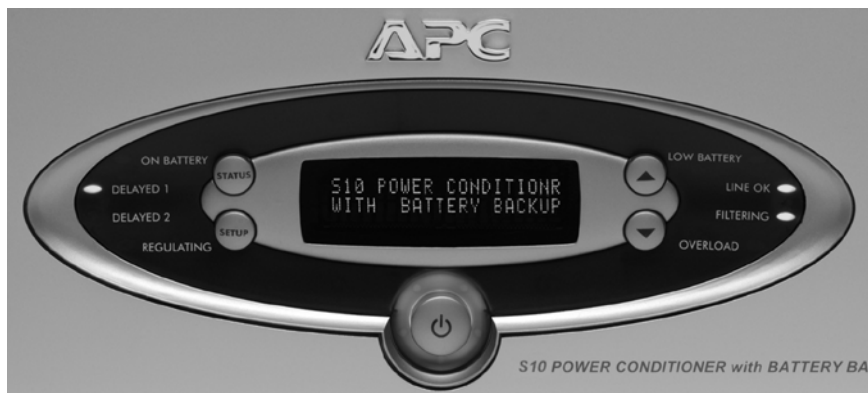 APC
ON BATTERY
DELAYED 1
DELAYED 2
REGULATING
STATUS
SETUP
S10 POWER CONDITIONR
WITH BATTERY BACKUP
LOW BATTERY
LINE OK
FILTERING
OVERLOAD
S10 POWER CONDITIONER with BATTERY BA